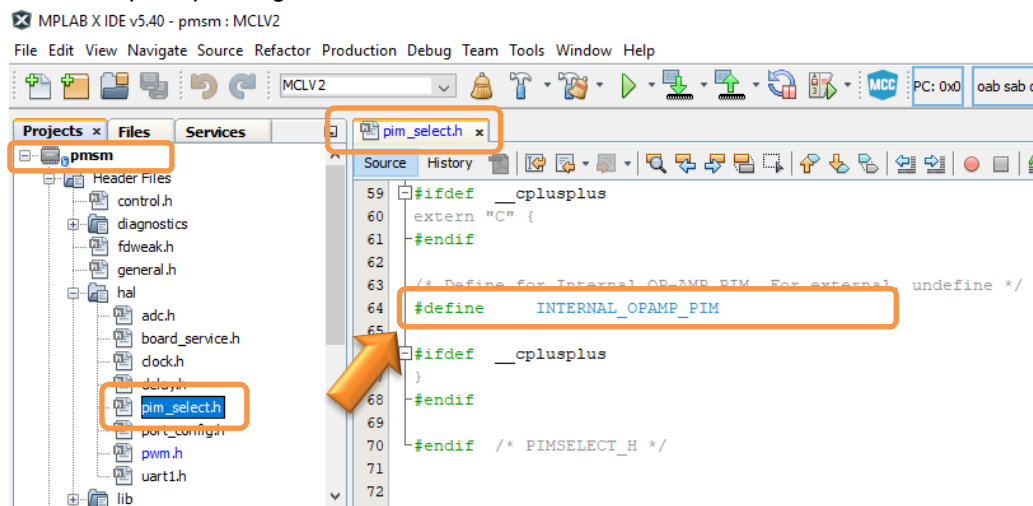 MPLAB X IDE v5.40 - pmsm : MCLV2
File Edit View Navigate Source Refactor Production Debug Team Tools Window Help
MCLV2 MCC PC: 0x0 oab sab
Projects x Files Services
pmsm
Header Files
control.h
diagnostics
fdweak.h
general.h
hal
adc.h
board_service.h
clock.h
delay.h
pim_select.h
port_config.h
pwm.h
uart1.h
lib
pim_select.h x
Source History
59 #ifdef __cplusplus
60 extern "C" {
61 #endif
62
63 /* Define for Internal OP-AMP PIM. For external, undefine */
64 #define INTERNAL_OPAMP_PIM
65
#ifdef __cplusplus
}
68 #endif
69
70 #endif /* PIMSELECT_H */
71
72